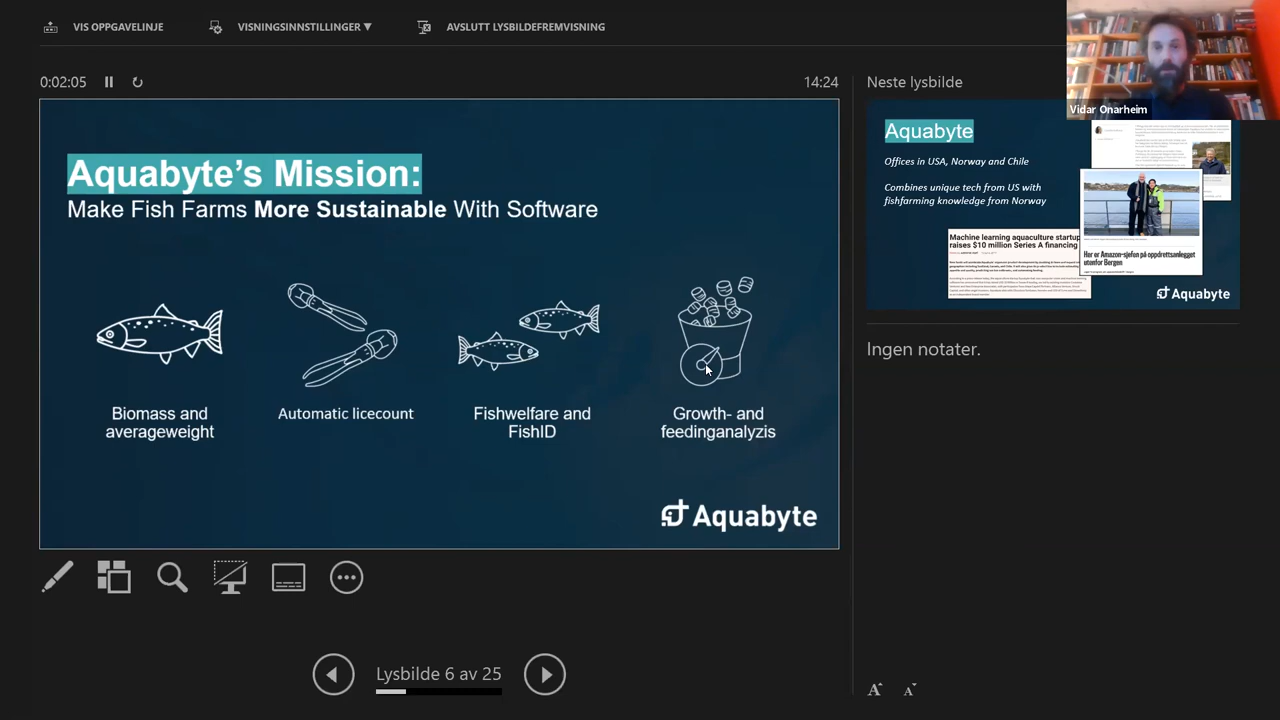 VIS OPPGAVELINJE
VISNINGSINNSTILLINGER ▼
AVSLUTT LYSBILDEFREMVISNING
0:02:05
14:24
Aquabyte’s Mission:
Make Fish Farms More Sustainable With Software
Biomass and
averageweight
Automatic licecount
Fishwelfare and
FishID
Growth- and
feedinganalyzis
Aquabyte
Lysbilde 6 av 25
Neste lysbilde
Vidar Onarheim
Aquabyte
Offices in USA, Norway and Chile
Combines unique tech from US with
fishfarming knowledge from Norway
Machine learning aquaculture startup
raises $10 million Series A financing
Her er Amazon-sjefen på oppdrettsanlegget
utenfor Bergen
Aquabyte
Ingen notater.
A A